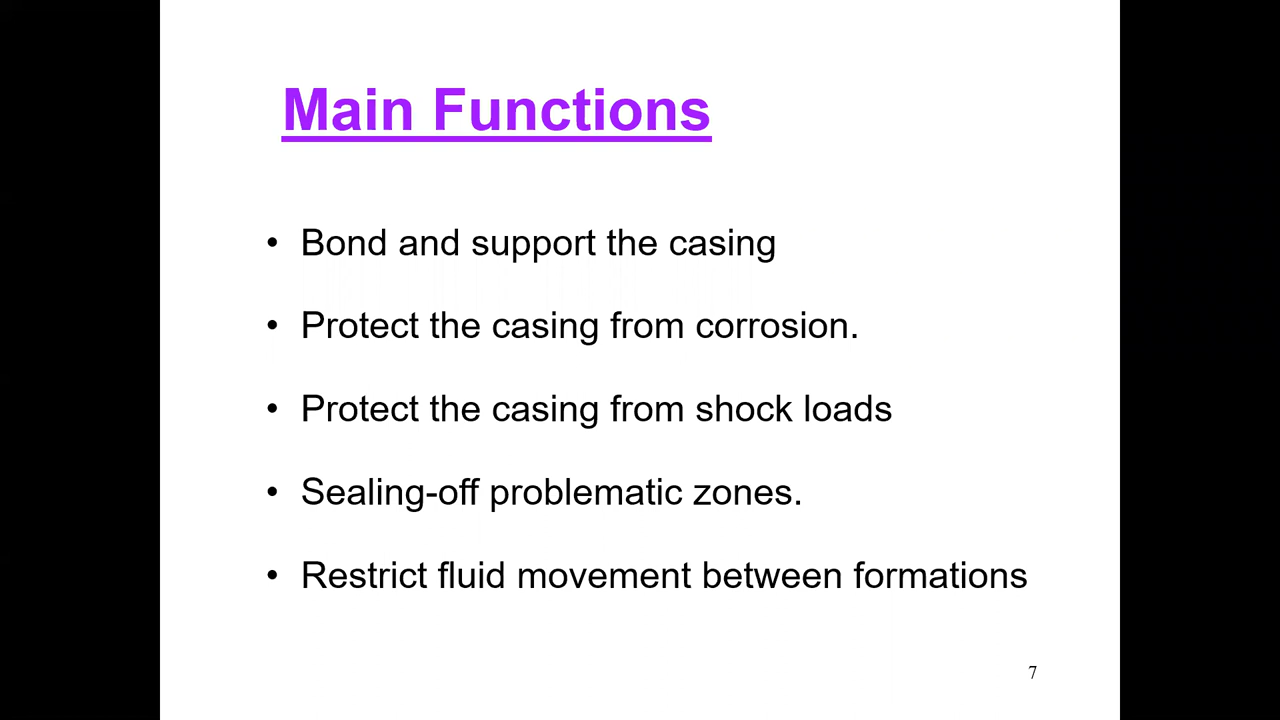 Main Functions
• Bond and support the casing
• Protect the casing from corrosion.
• Protect the casing from shock loads
• Sealing-off problematic zones.
• Restrict fluid movement between formations
7